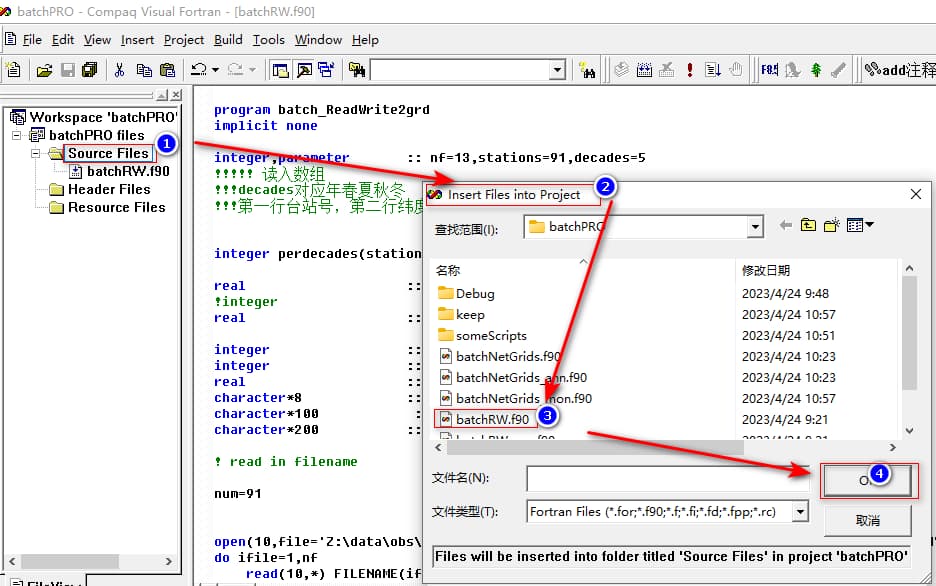 batchPRO - Compaq Visual Fortran - [batchRW.f90]
File Edit View Insert Project Build Tools Window Help
F89! add注释
Workspace 'batchPRO'
batchPRO files
Source Files
batchRW.f90
Header Files
Resource Files
1
program batch_ReadWrite2grd
implicit none
integer,parameter :: nf=13,stations=91,decades=5
!!!!! 读入数组
!!!decades对应年春夏秋冬
!!!第一行台站号，第二行纬度
integer perdecades(station
real ::
!integer
real ::
integer ::
integer ::
real ::
character*8 ::
character*100 :
character*200 ::
! read in filename
num=91
open(10,file='Z:\data\obs\
do ifile=1,nf
read(10,*) FILENAME(if
Insert Files into Project
2
查找范围(I):
batchPRO
名称 修改日期
Debug 2023/4/24 9:48
keep 2023/4/24 10:57
someScripts 2023/4/24 10:57
batchNetGrids.f90 2023/4/24 10:23
batchNetGrids_ann.f90 2023/4/24 10:23
batchNetGrids_mon.f90 2023/4/24 10:57
batchRW.f90 2023/4/24 9:21
3
文件名(N):
4
文件类型(T):
Fortran Files (*.for;*.f90;*.f;*.fi;*.fd;*.fpp;*.rc)
取消
Files will be inserted into folder titled 'Source Files' in project 'batchPRO'
FileView